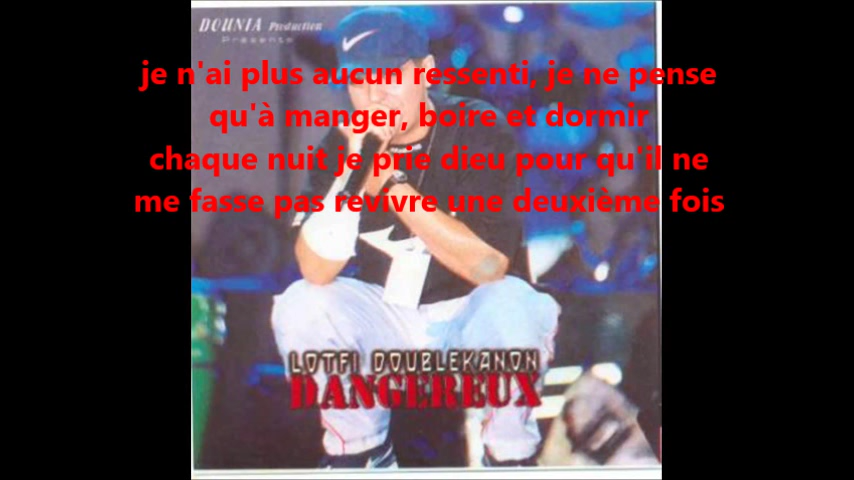 DOUNIA Production
Presents
je n'ai plus aucun ressenti, je ne pense
qu'à manger, boire et dormir
chaque nuit je prie dieu pour qu'il ne
me fasse pas revivre une deuxième fois
LOTFI DOUBLEKANON
DANGEREUX